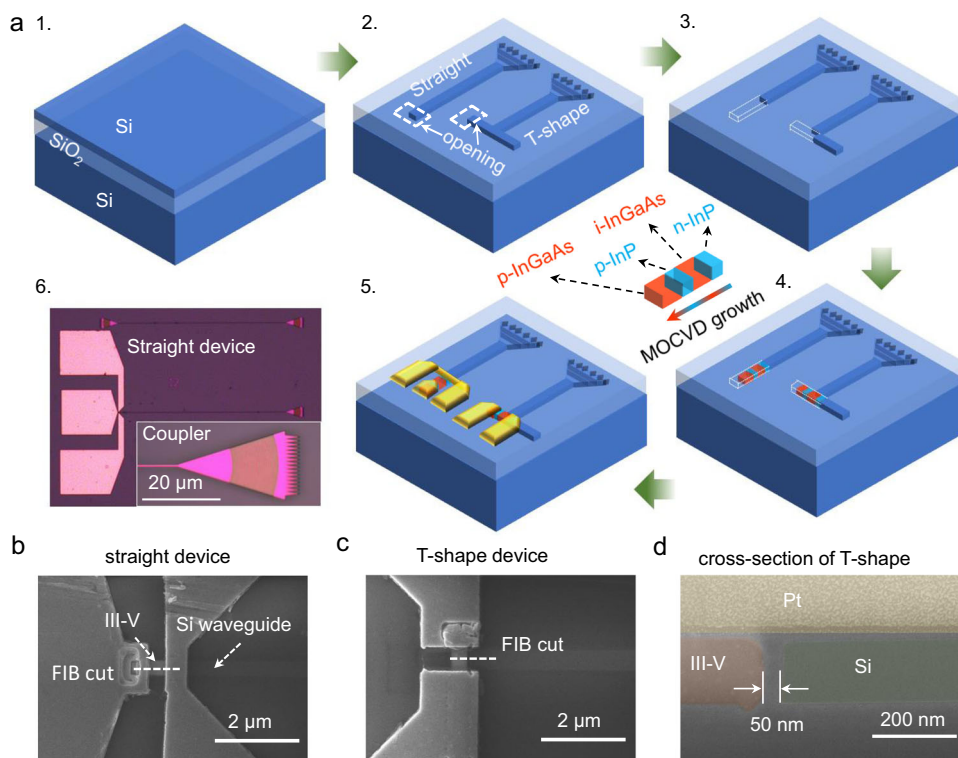 a
1.
Si
SiO2
Si
2.
Straight
T-shape
opening
3.
p-InGaAs
i-InGaAs
p-InP
n-InP
MOCVD growth
4.
5.
6.
Straight device
Coupler
20 μm
b
straight device
III-V
Si waveguide
FIB cut
2 μm
c
T-shape device
FIB cut
2 μm
d
cross-section of T-shape
Pt
III-V
Si
50 nm
200 nm